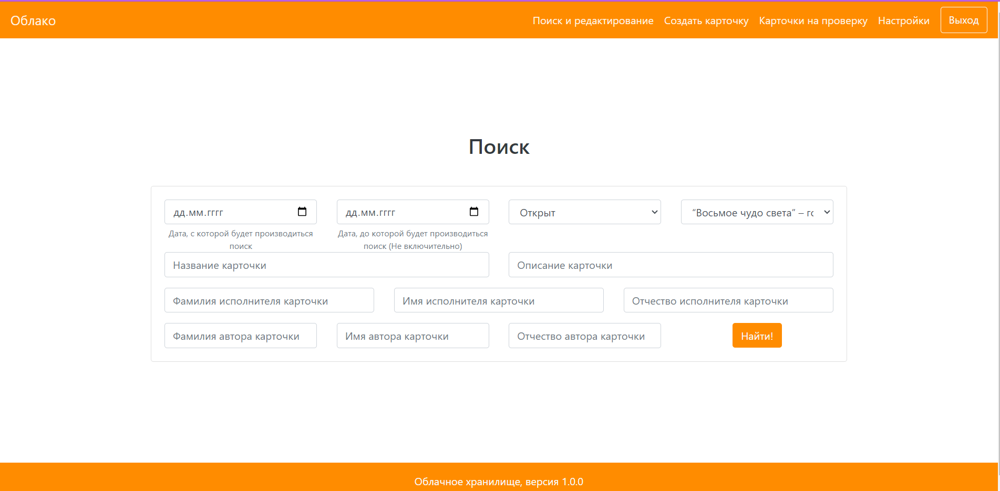 Облако
Поиск и редактирование
Создать карточку
Карточки на проверку
Настройки
Выход
Поиск
дд.мм.гггг
дд.мм.гггг
Открыт
“Восьмое чудо света” – го
Дата, с которой будет производиться
поиск
Дата, до которой будет производиться
поиск (Не включительно)
Название карточки
Описание карточки
Фамилия исполнителя карточки
Имя исполнителя карточки
Отчество исполнителя карточки
Фамилия автора карточки
Имя автора карточки
Отчество автора карточки
Найти!
Облачное хранилище, версия 1.0.0